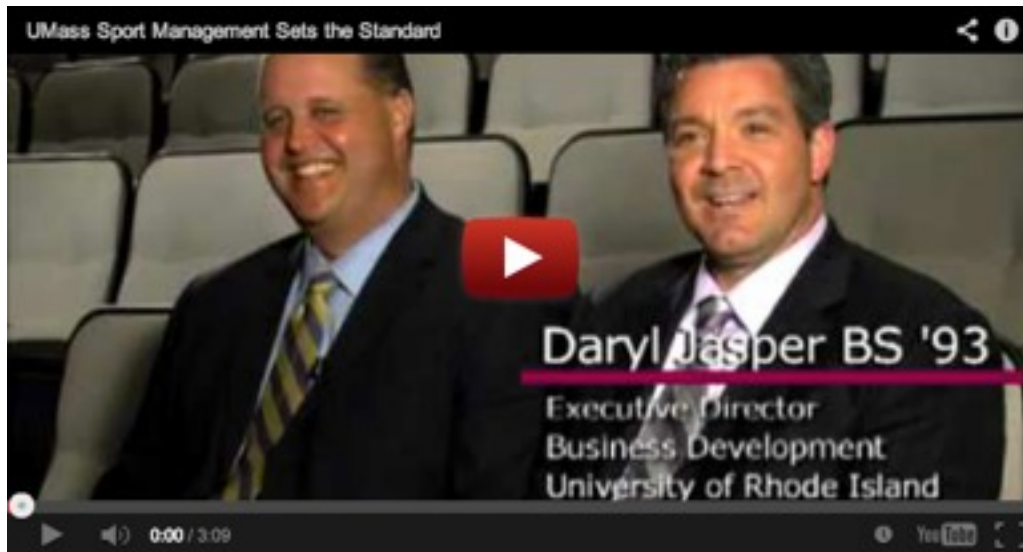 UMass Sport Management Sets the Standard
Daryl Jasper BS '93
Executive Director
Business Development
University of Rhode Island
0:00 / 3:09
YouTube